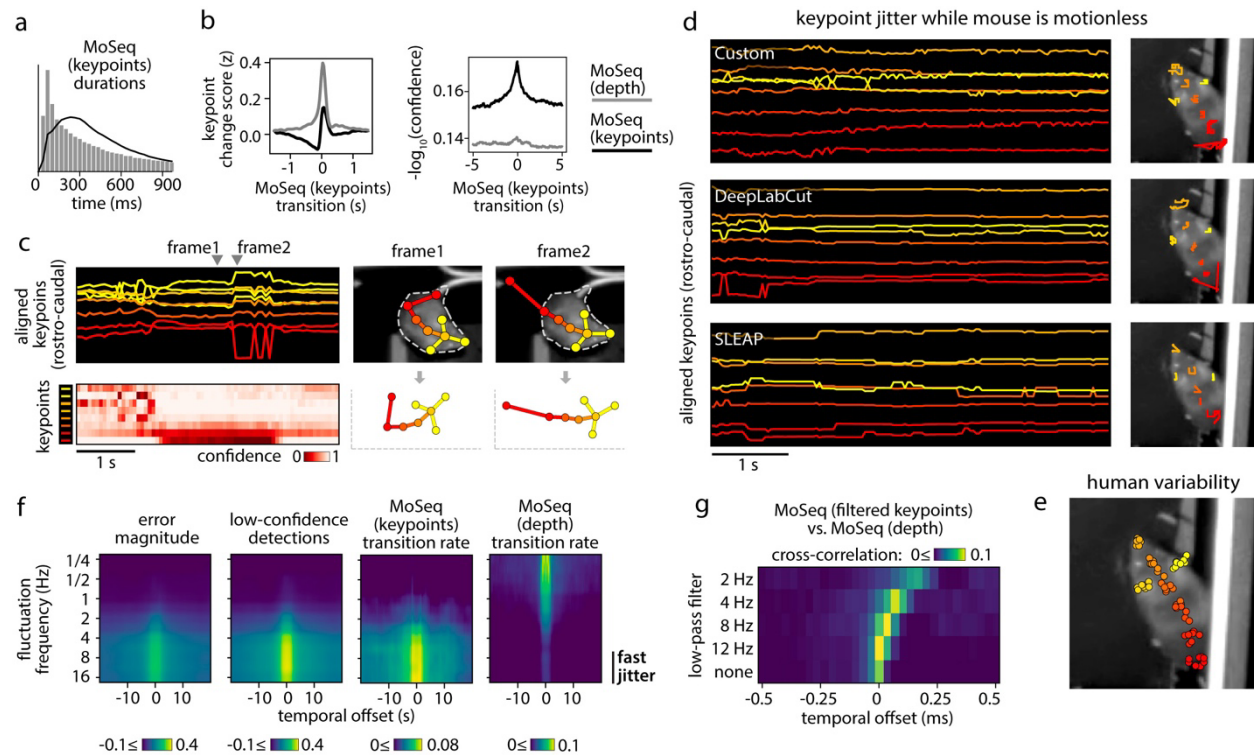 a
MoSeq
(keypoints)
durations
0
300
600
900
time (ms)
b
keypoint
change score (z)
0.4
0.2
0.0
-1
0
1
MoSeq (keypoints)
transition (s)
-log10(confidence)
0.16
0.14
-5
0
5
MoSeq (keypoints)
transition (s)
MoSeq
(depth)
MoSeq
(keypoints)
c
frame1
frame2
aligned
keypoins
(rostro-caudal)
keypoints
1 s
confidence
0
1
frame1
frame2
d
keypoint jitter while mouse is motionless
Custom
DeepLabCut
SLEAP
aligned keypoins (rostro-caudal)
1 s
e
human variability
f
error
magnitude
low-confidence
detections
MoSeq
(keypoints)
transition rate
MoSeq
(depth)
transition rate
fluctuation
frequency (Hz)
1/4
1/2
1
2
4
8
16
-10 0 10
-10 0 10
-10 0 10
-10 0 10
temporal offset (s)
fast
jitter
-0.1≤ 0.4
-0.1≤ 0.4
0≤ 0.08
0≤ 0.1
g
MoSeq (filtered keypoints)
vs. MoSeq (depth)
cross-correlation: 0≤ 0.1
low-pass filter
2 Hz
4 Hz
8 Hz
12 Hz
none
-0.5 -0.25 0 0.25 0.5
temporal offset (ms)